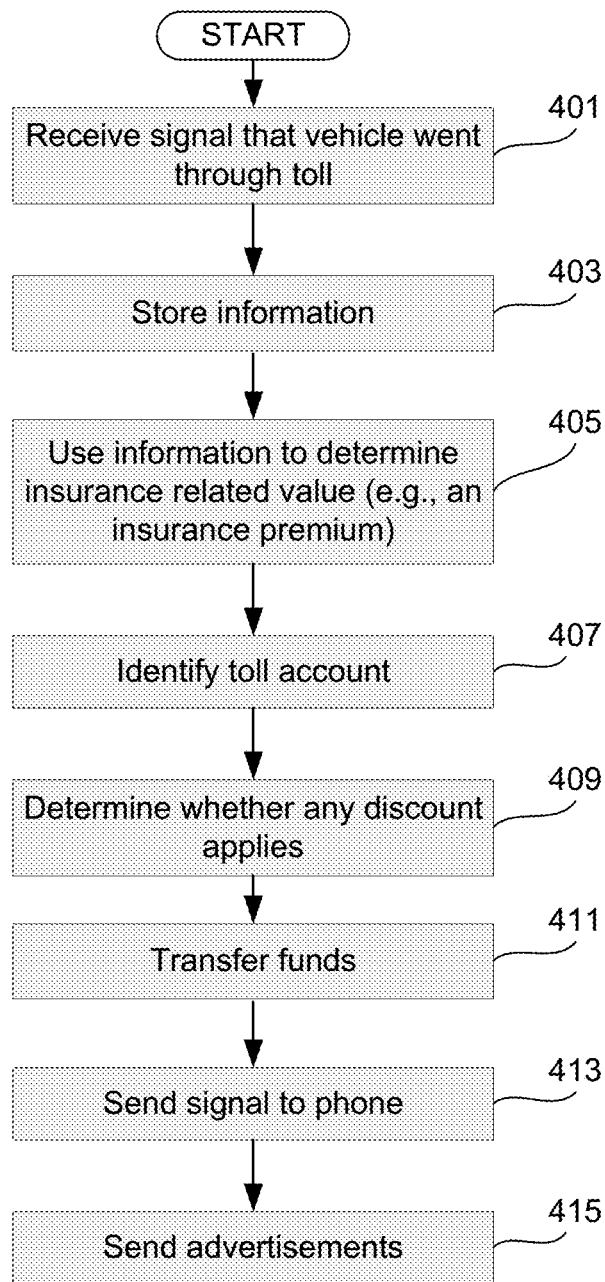 START
401
Receive signal that vehicle went
through toll
403
Store information
405
Use information to determine
insurance related value (e.g., an
insurance premium)
407
Identify toll account
409
Determine whether any discount
applies
411
Transfer funds
413
Send signal to phone
415
Send advertisements